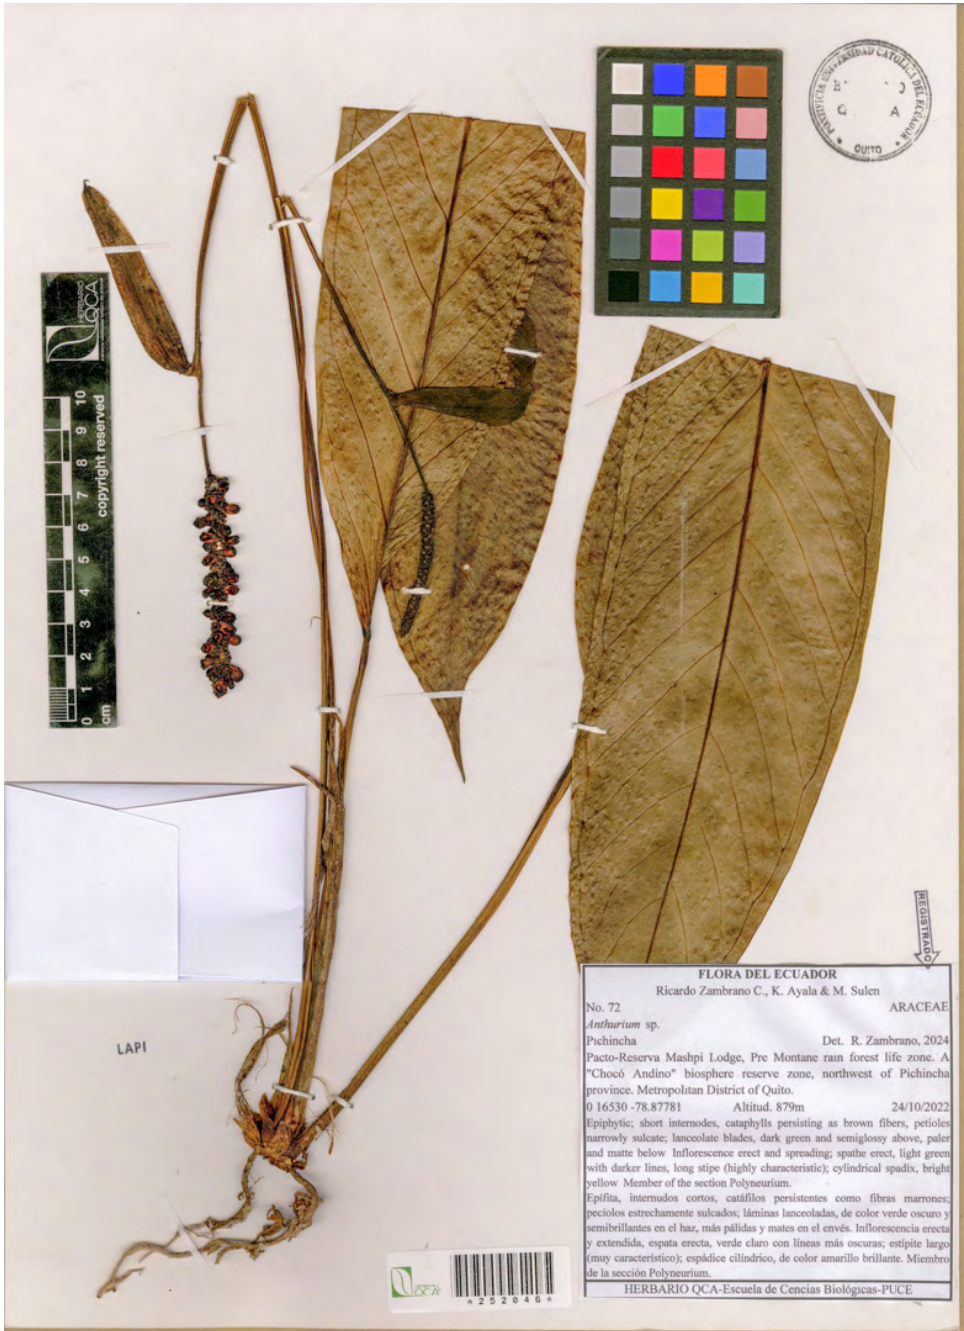 PONTIFICIA UNIVERSIDAD CATOLICA DEL ECUADOR
Q A
QUITO
HERBARIO
QCA
copyright reserved
0 1 2 3 4 5 6 7 8 9 10
cm
LAPI
REGISTRADO
FLORA DEL ECUADOR
Ricardo Zambrano C., K. Ayala & M. Sulen
No. 72 ARACEAE
Anthurium sp.
Pichincha Det. R. Zambrano, 2024
Pacto-Reserva Mashpi Lodge, Pre Montane rain forest life zone. A
"Chocó Andino" biosphere reserve zone, northwest of Pichincha
province. Metropolitan District of Quito.
0 16530 -78.87781 Altitud. 879m 24/10/2022
Epiphytic; short internodes, cataphylls persisting as brown fibers, petioles
narrowly sulcate; lanceolate blades, dark green and semiglossy above, paler
and matte below Inflorescence erect and spreading; spathe erect, light green
with darker lines, long stipe (highly characteristic); cylindrical spadix, bright
yellow Member of the section Polyneurium.
Epífita, internudos cortos, catáfilos persistentes como fibras marrones;
pecíolos estrechamente sulcados; láminas lanceoladas, de color verde oscuro y
semibrillantes en el haz, más pálidas y mates en el envés. Inflorescencia erecta
y extendida, espata erecta, verde claro con líneas más oscuras; estípite largo
(muy característico); espádice cilíndrico, de color amarillo brillante. Miembro
de la sección Polyneurium.
HERBARIO QCA-Escuela de Cencias Biológicas-PUCE
QCA
*252046*